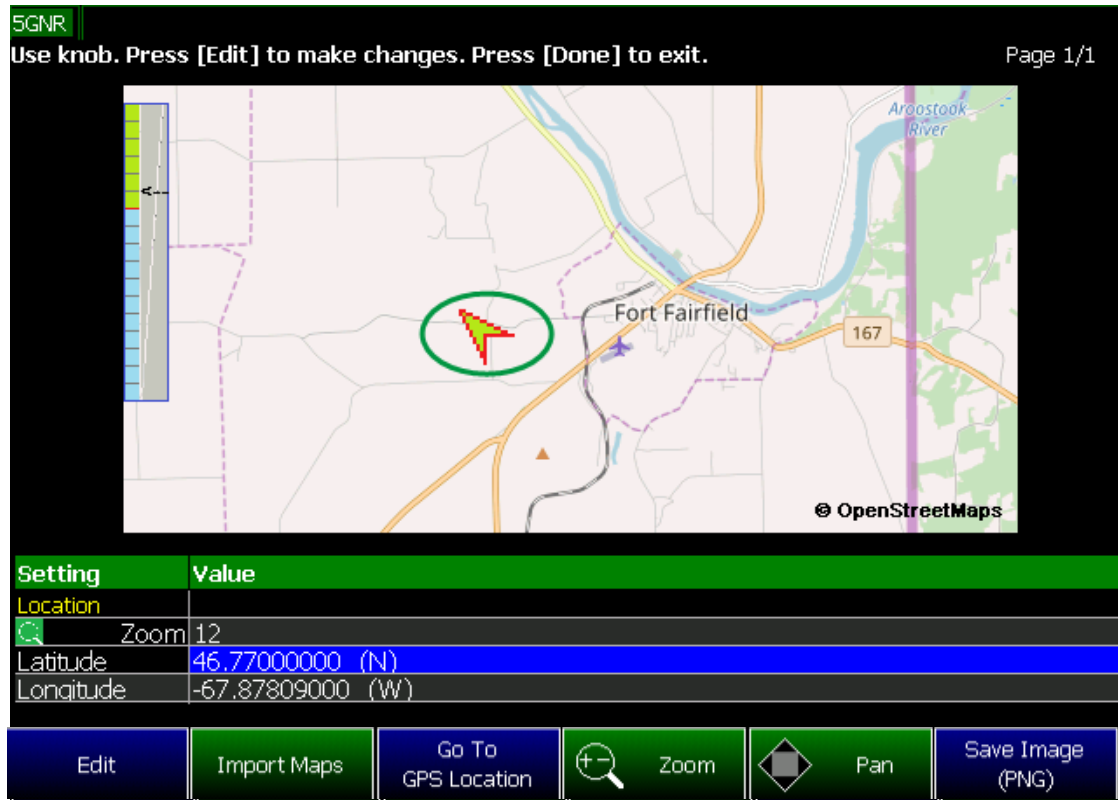 5GNR
Use knob. Press [Edit] to make changes. Press [Done] to exit. Page 1/1
Aroostook
River
Fort Fairfield
167
© OpenStreetMaps
Setting Value
Location
Zoom 12
Latitude 46.77000000 (N)
Longitude -67.87809000 (W)
Edit
Import Maps
Go To
GPS Location
Zoom
Pan
Save Image
(PNG)